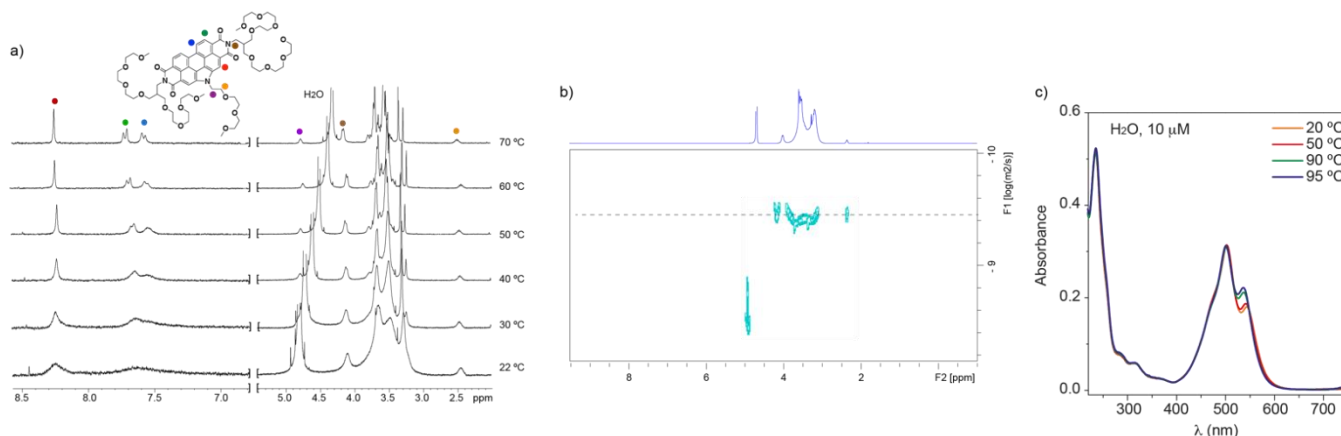 a)
H₂O
70 ºC
60 ºC
50 ºC
40 ºC
30 ºC
22 ºC
8.5 8.0 7.5 7.0 5.0 4.5 4.0 3.5 3.0 2.5 ppm
b)
- 10
- 9
F1 [log(m2/s)]
8 6 4 2 0 F2 [ppm]
c)
H₂O, 10 μM
20 ºC
50 ºC
90 ºC
95 ºC
Absorbance
0.6
0.4
0.2
0.0
300 400 500 600 700
λ (nm)